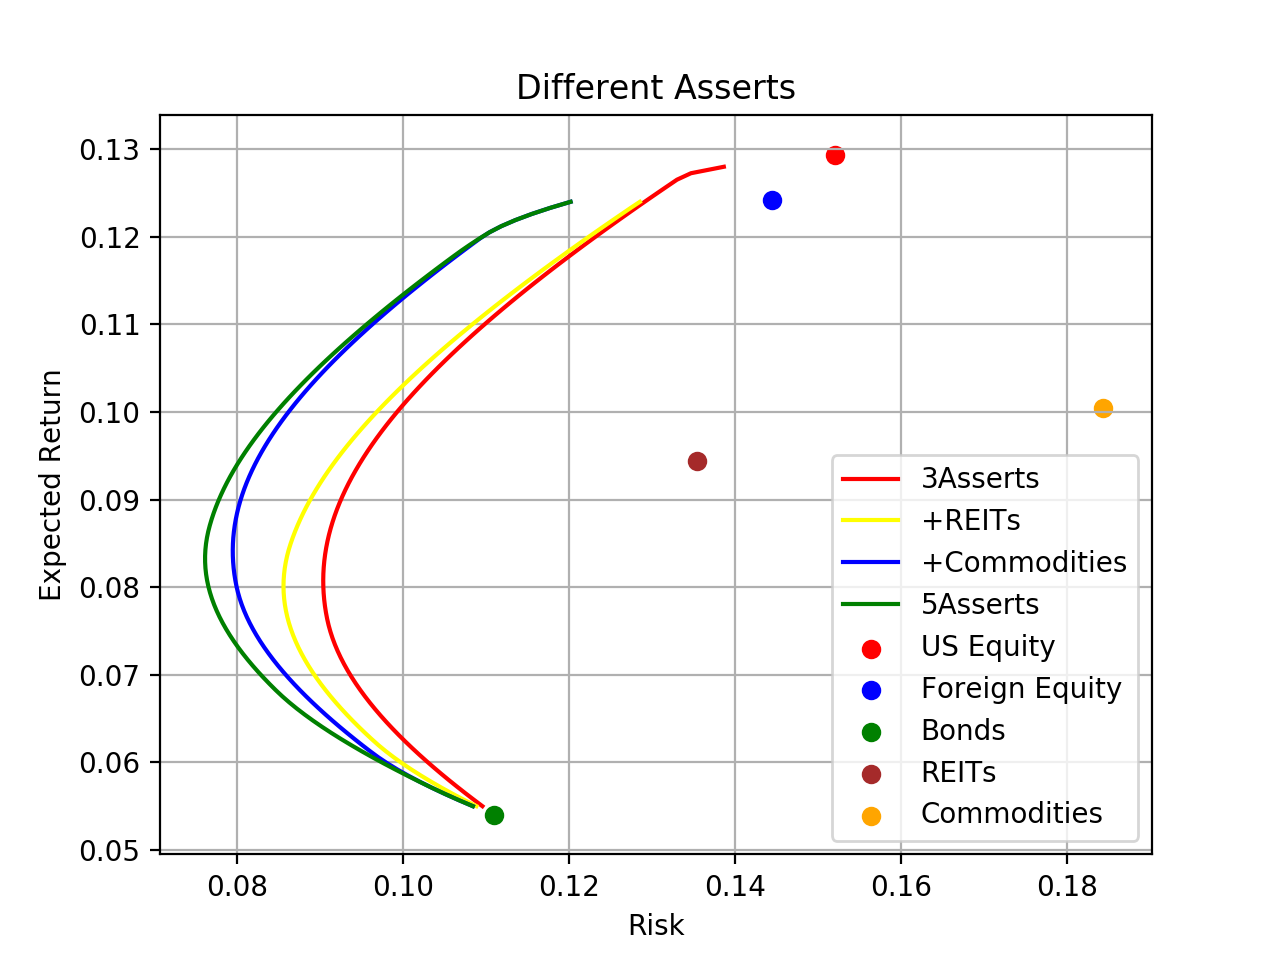 Different Asserts
Expected Return
0.13
0.12
0.11
0.10
0.09
0.08
0.07
0.06
0.05
3Asserts
+REITs
+Commodities
5Asserts
US Equity
Foreign Equity
Bonds
REITs
Commodities
0.08 0.10 0.12 0.14 0.16 0.18
Risk